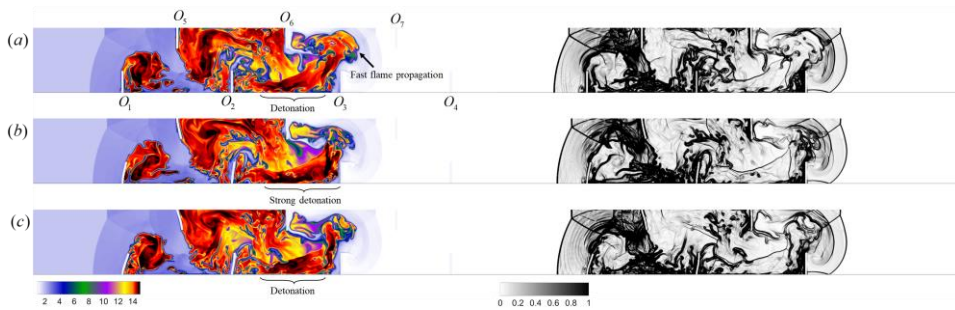 O5 O6 O7
(a)
Fast flame propagation
O1 O2 Detonation O3 O4
(b)
Strong detonation
(c)
Detonation
2 4 6 8 10 12 14
0 0.2 0.4 0.6 0.8 1